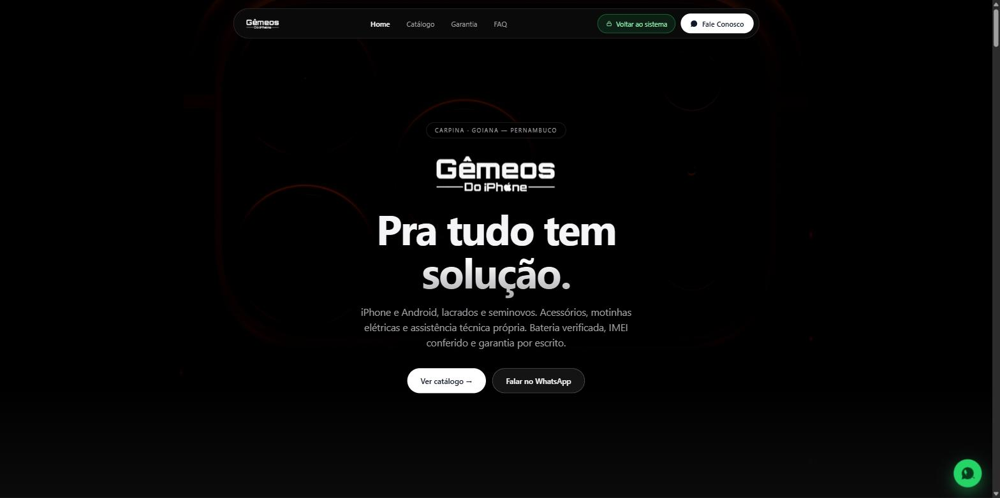 Gêmeos
Do iPhone
Home
Catálogo
Garantia
FAQ
Voltar ao sistema
Fale Conosco
CARPINA · GOIANA — PERNAMBUCO
Gêmeos
Do iPhone
Pra tudo tem
solução.
iPhone e Android, lacrados e seminovos. Acessórios, motinhas
elétricas e assistência técnica própria. Bateria verificada, IMEI
conferido e garantia por escrito.
Ver catálogo →
Falar no WhatsApp